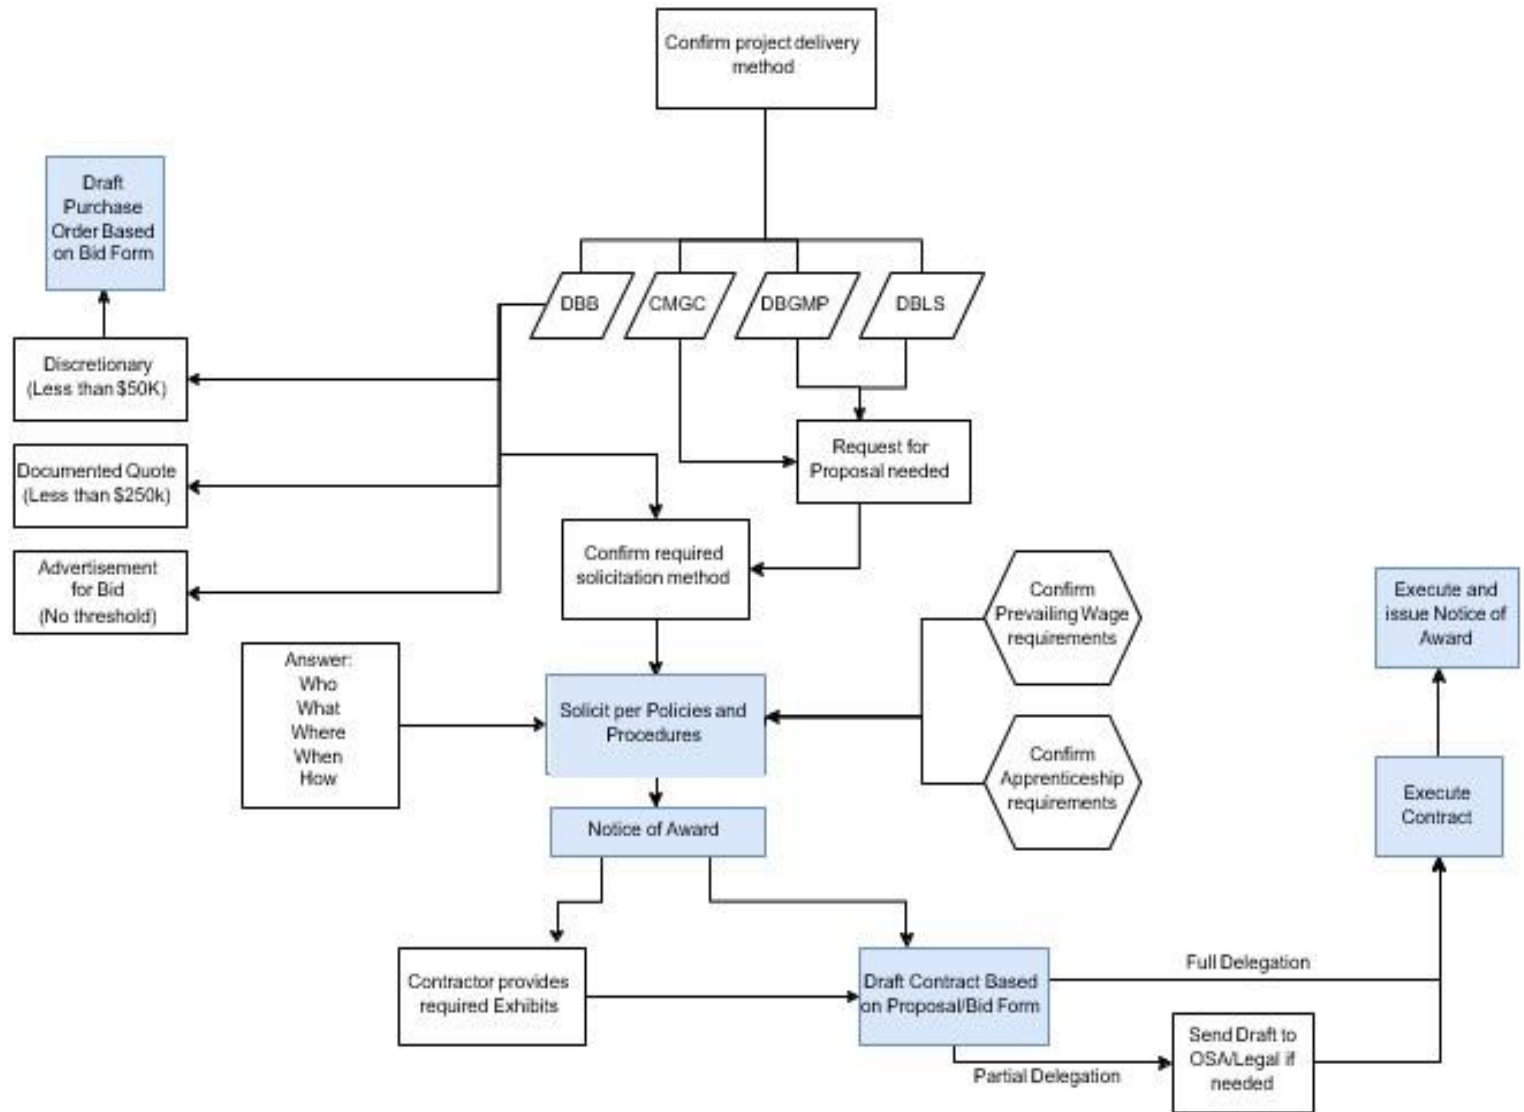 Confirm project delivery
method
Draft
Purchase
Order Based
on Bid Form
DBB
CMGC
DBGMP
DBLS
Discretionary
(Less than $50K)
Request for
Proposal needed
Documented Quote
(Less than $250k)
Confirm required
solicitation method
Advertisement
for Bid
(No threshold)
Confirm
Prevailing Wage
requirements
Execute and
issue Notice of
Award
Answer:
Who
What
Where
When
How
Solicit per Policies and
Procedures
Confirm
Apprenticeship
requirements
Execute
Contract
Notice of Award
Contractor provides
required Exhibits
Draft Contract Based
on Proposal/Bid Form
Full Delegation
Partial Delegation
Send Draft to
OSA/Legal if
needed